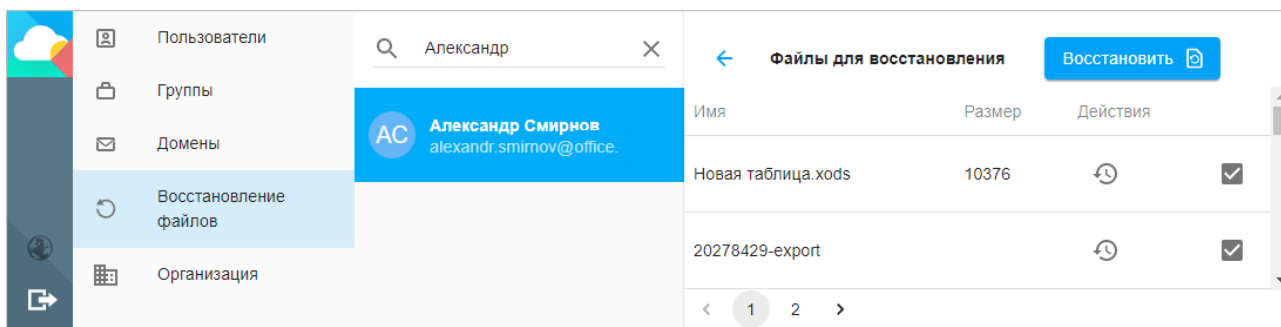 Пользователи
Группы
Домены
Восстановление
файлов
Организация
Александр
АС
Александр Смирнов
alexandr.smirnov@office.
Файлы для восстановления
Восстановить
Имя Размер Действия
Новая таблица.xods 10376
20278429-export
1 2